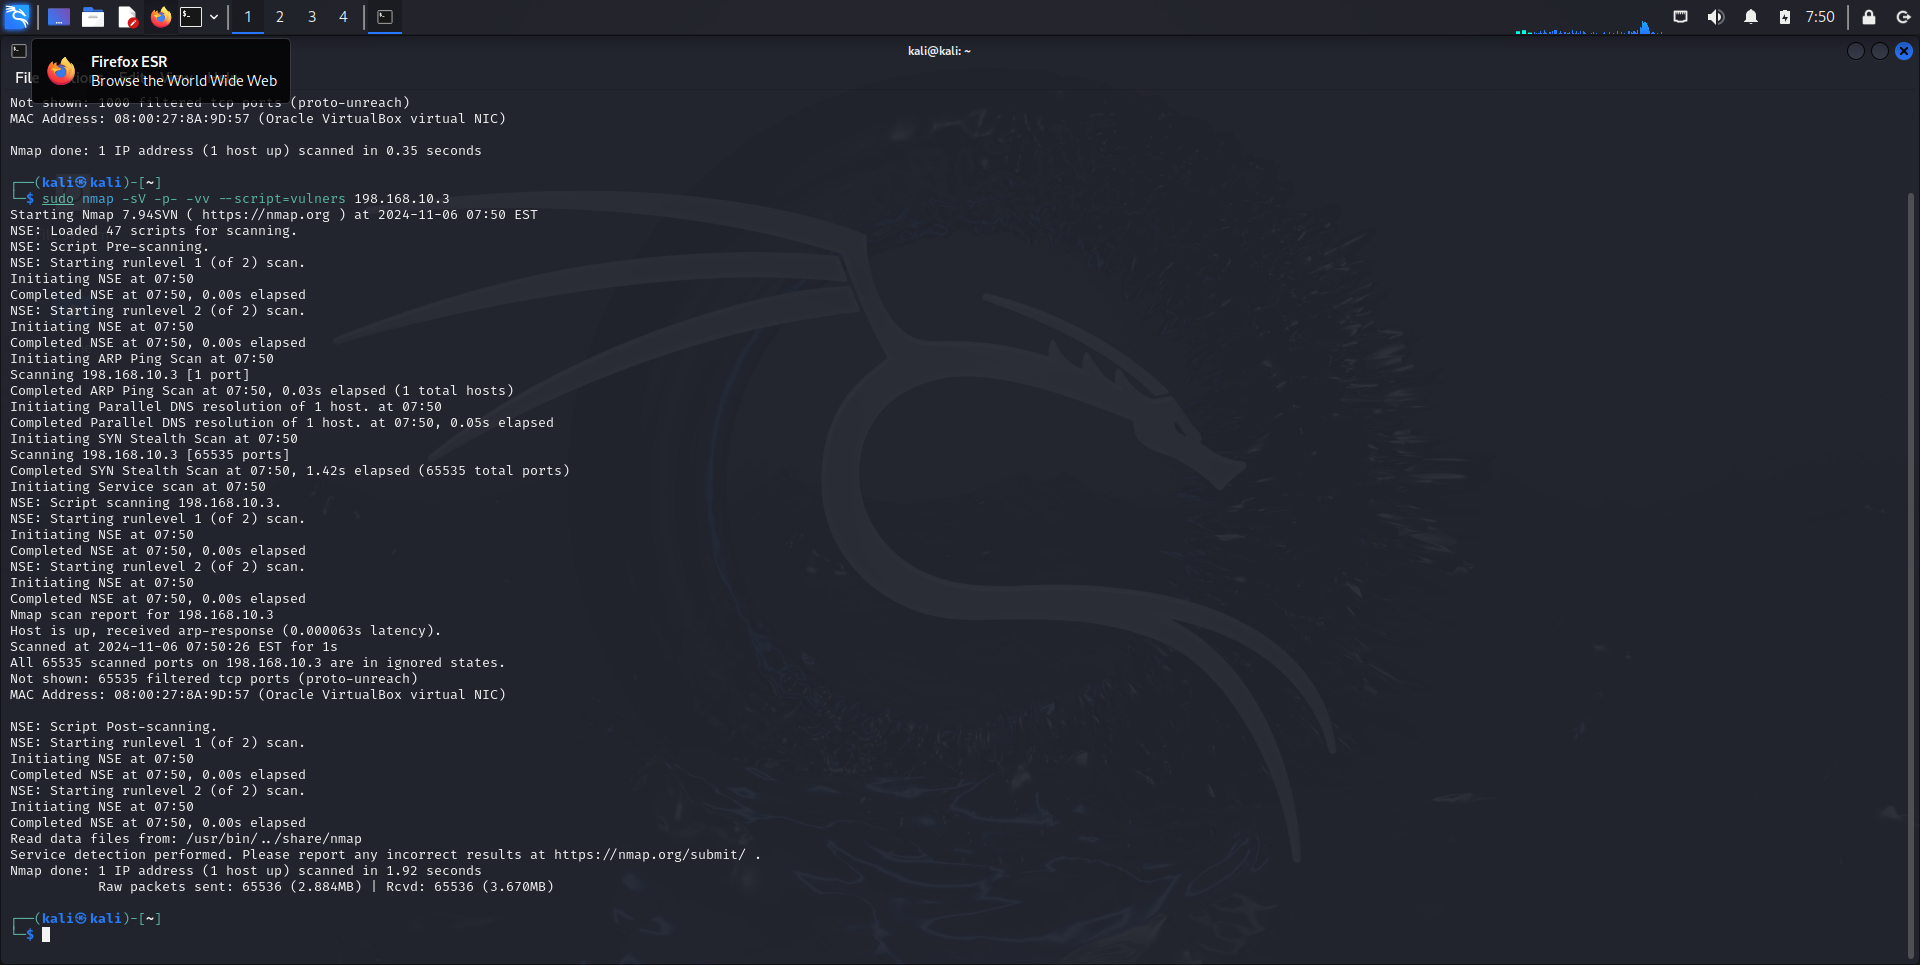 1 2 3 4 7:50
kali@kali: ~
Firefox ESR
Browse the World Wide Web
File
Not shown: 1000 filtered tcp ports (proto-unreach)
MAC Address: 08:00:27:8A:9D:57 (Oracle VirtualBox virtual NIC)
Nmap done: 1 IP address (1 host up) scanned in 0.35 seconds
┌──(kali㉿kali)-[~]
└─$ sudo nmap -sV -p- -vv --script=vulners 198.168.10.3
Starting Nmap 7.94SVN ( https://nmap.org ) at 2024-11-06 07:50 EST
NSE: Loaded 47 scripts for scanning.
NSE: Script Pre-scanning.
NSE: Starting runlevel 1 (of 2) scan.
Initiating NSE at 07:50
Completed NSE at 07:50, 0.00s elapsed
NSE: Starting runlevel 2 (of 2) scan.
Initiating NSE at 07:50
Completed NSE at 07:50, 0.00s elapsed
Initiating ARP Ping Scan at 07:50
Scanning 198.168.10.3 [1 port]
Completed ARP Ping Scan at 07:50, 0.03s elapsed (1 total hosts)
Initiating Parallel DNS resolution of 1 host. at 07:50
Completed Parallel DNS resolution of 1 host. at 07:50, 0.05s elapsed
Initiating SYN Stealth Scan at 07:50
Scanning 198.168.10.3 [65535 ports]
Completed SYN Stealth Scan at 07:50, 1.42s elapsed (65535 total ports)
Initiating Service scan at 07:50
NSE: Script scanning 198.168.10.3.
NSE: Starting runlevel 1 (of 2) scan.
Initiating NSE at 07:50
Completed NSE at 07:50, 0.00s elapsed
NSE: Starting runlevel 2 (of 2) scan.
Initiating NSE at 07:50
Completed NSE at 07:50, 0.00s elapsed
Nmap scan report for 198.168.10.3
Host is up, received arp-response (0.000063s latency).
Scanned at 2024-11-06 07:50:26 EST for 1s
All 65535 scanned ports on 198.168.10.3 are in ignored states.
Not shown: 65535 filtered tcp ports (proto-unreach)
MAC Address: 08:00:27:8A:9D:57 (Oracle VirtualBox virtual NIC)
NSE: Script Post-scanning.
NSE: Starting runlevel 1 (of 2) scan.
Initiating NSE at 07:50
Completed NSE at 07:50, 0.00s elapsed
NSE: Starting runlevel 2 (of 2) scan.
Initiating NSE at 07:50
Completed NSE at 07:50, 0.00s elapsed
Read data files from: /usr/bin/../share/nmap
Service detection performed. Please report any incorrect results at https://nmap.org/submit/ .
Nmap done: 1 IP address (1 host up) scanned in 1.92 seconds
Raw packets sent: 65536 (2.884MB) | Rcvd: 65536 (3.670MB)
┌──(kali㉿kali)-[~]
└─$